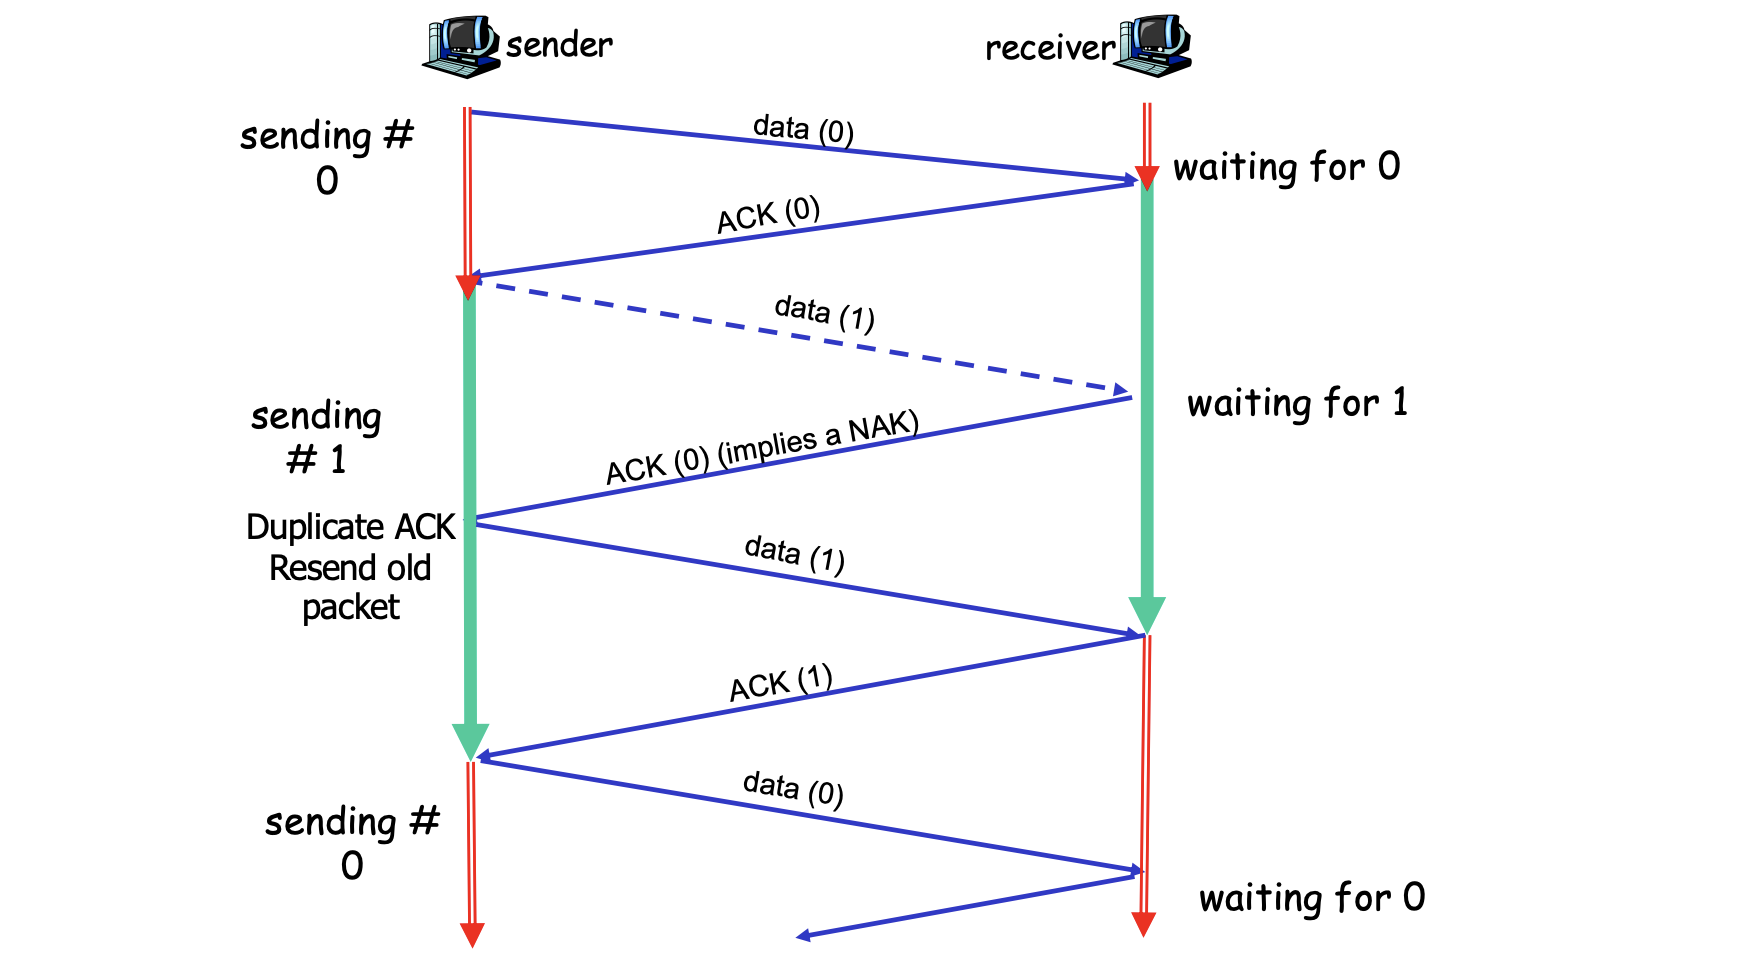 sender
receiver
sending #
0
data (0)
waiting for 0
ACK (0)
data (1)
sending
# 1
waiting for 1
ACK (0) (implies a NAK)
Duplicate ACK
Resend old
packet
data (1)
ACK (1)
data (0)
sending #
0
waiting for 0